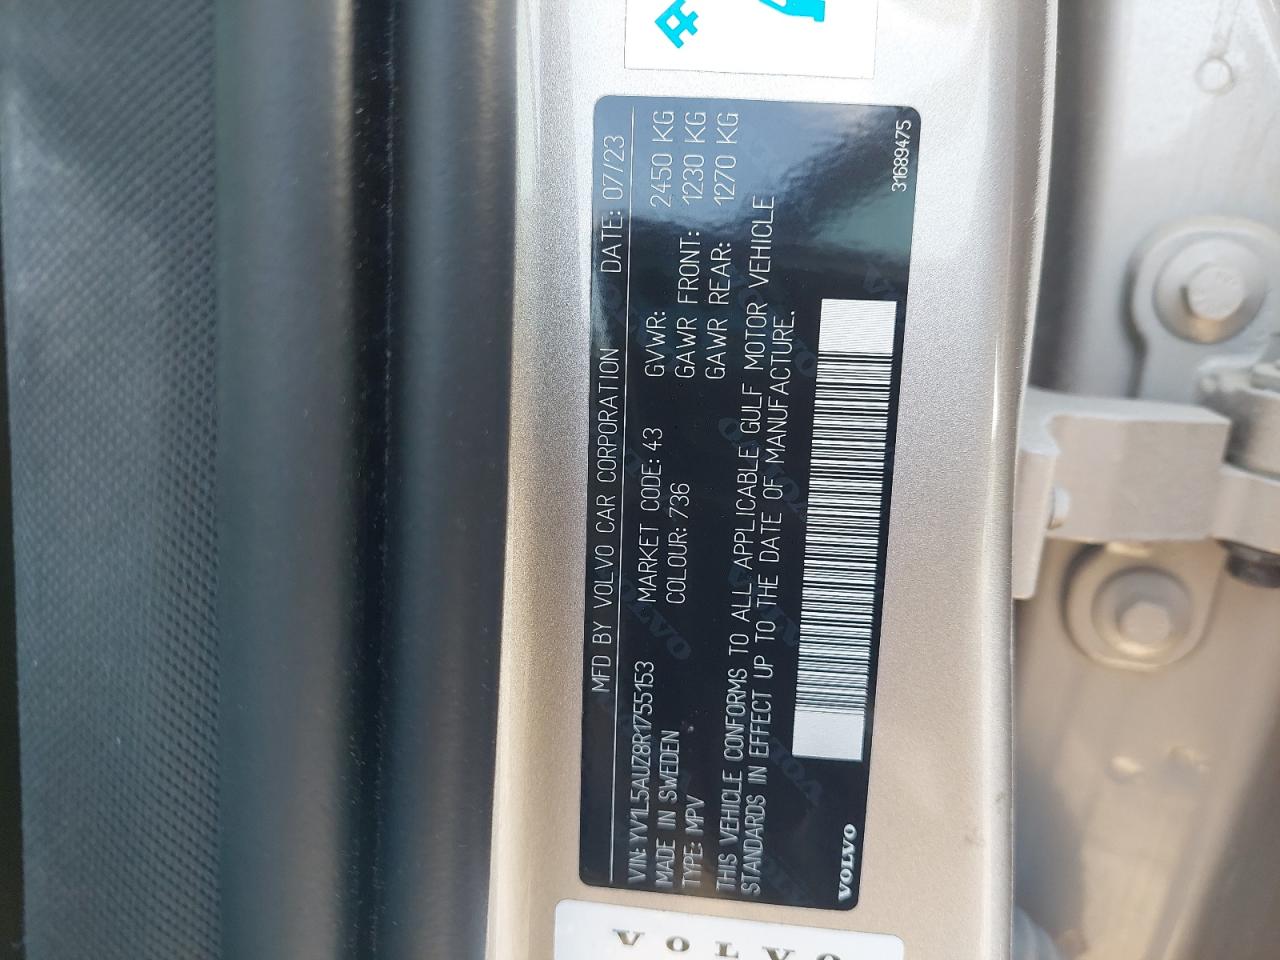 MFD BY VOLVO CAR CORPORATION DATE: 07/23
VIN: YV1L5AUZ8R1755153 MARKET CODE: 43 GVWR: 2450 KG
MADE IN SWEDEN COLOUR: 736 GAWR FRONT: 1230 KG
TYPE: MPV GAWR REAR: 1270 KG
THIS VEHICLE CONFORMS TO ALL APPLICABLE GULF MOTOR VEHICLE
STANDARDS IN EFFECT UP TO THE DATE OF MANUFACTURE.
VOLVO 31689475
VOLVO